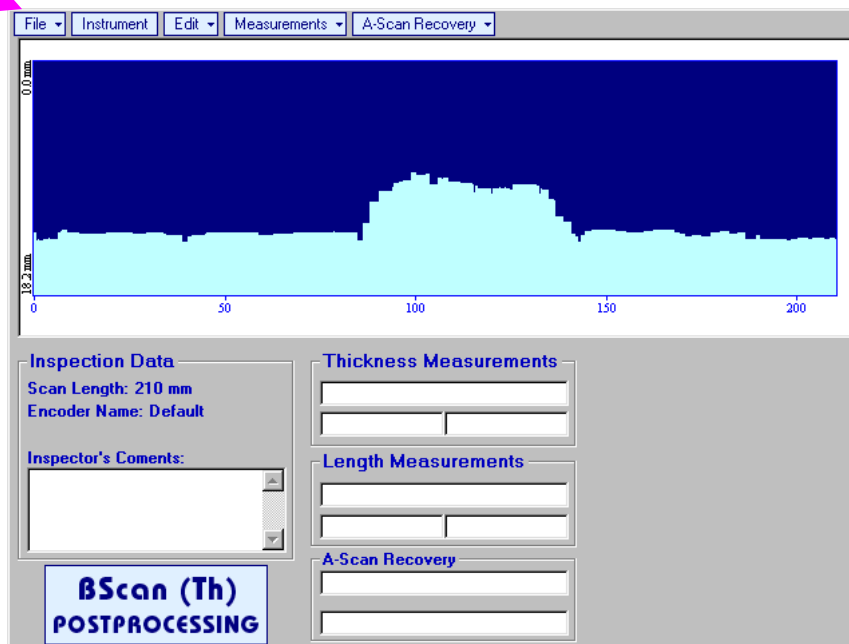 File Instrument Edit Measurements A-Scan Recovery
0.0 mm
18.2 mm
0 50 100 150 200
Inspection Data
Scan Length: 210 mm
Encoder Name: Default
Inspector's Coments:
Thickness Measurements
Length Measurements
A-Scan Recovery
BScan (Th)
POSTPROCESSING